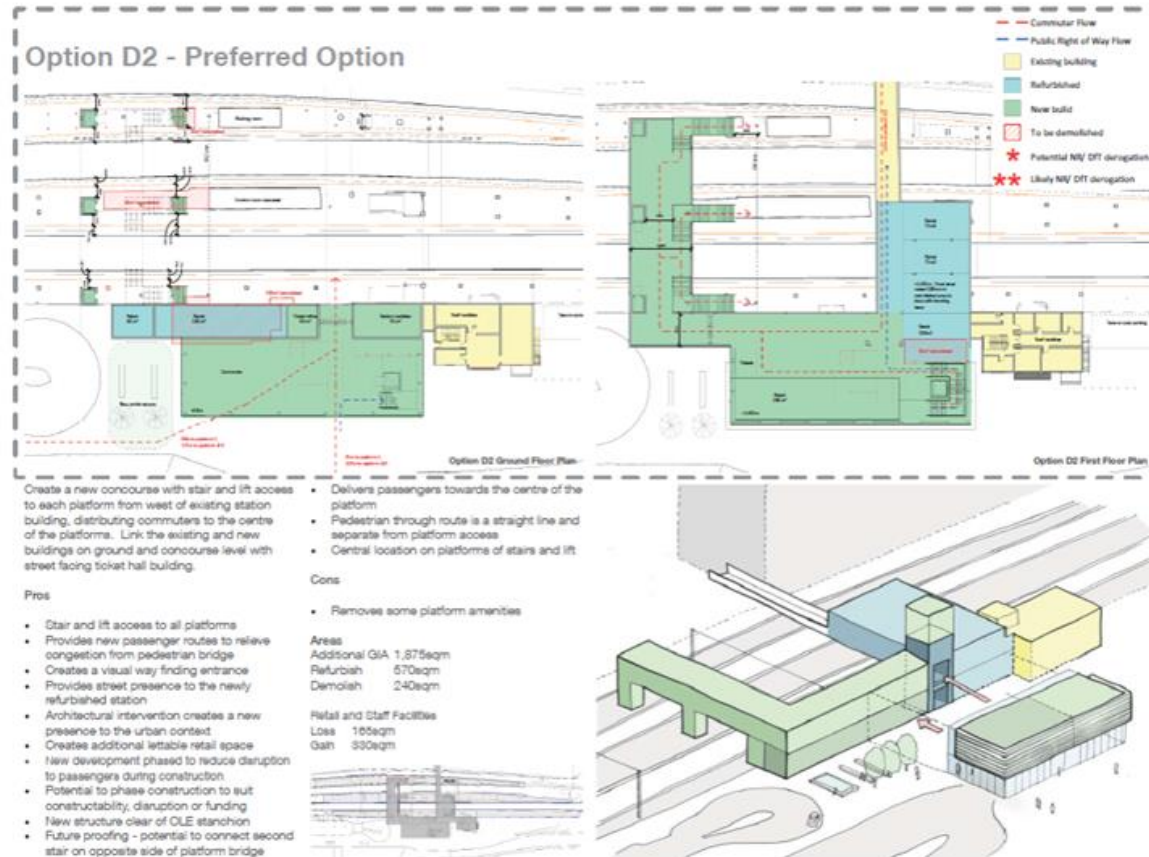 Option D2 - Preferred Option
Commuter Flow
Public Right of Way Flow
Existing building
Refurbished
New build
To be demolished
* Potential NR/ DfT derogation
** Likely NR/ DfT derogation
Concourse
Option D2 Ground Floor Plan
Option D2 First Floor Plan
Create a new concourse with stair and lift access
to each platform from west of existing station
building, distributing commuters to the centre
of the platforms. Link the existing and new
buildings on ground and concourse level with
street facing ticket hall building.
Pros
• Stair and lift access to all platforms
• Provides new passenger routes to relieve
congestion from pedestrian bridge
• Creates a visual way finding entrance
• Provides street presence to the newly
refurbished station
• Architectural intervention creates a new
presence to the urban context
• Creates additional lettable retail space
• New development phased to reduce disruption
to passengers during construction
• Potential to phase construction to suit
constructability, disruption or funding
• New structure clear of OLE stanchion
• Future proofing - potential to connect second
stair on opposite side of platform bridge
• Delivers passengers towards the centre of the
platform
• Pedestrian through route is a straight line and
separate from platform access
• Central location on platforms of stairs and lift
Cons
• Removes some platform amenities
Areas
Additional GIA 1,875sqm
Refurbish 570sqm
Demolish 240sqm
Retail and Staff Facilities
Loss 165sqm
Gain 330sqm